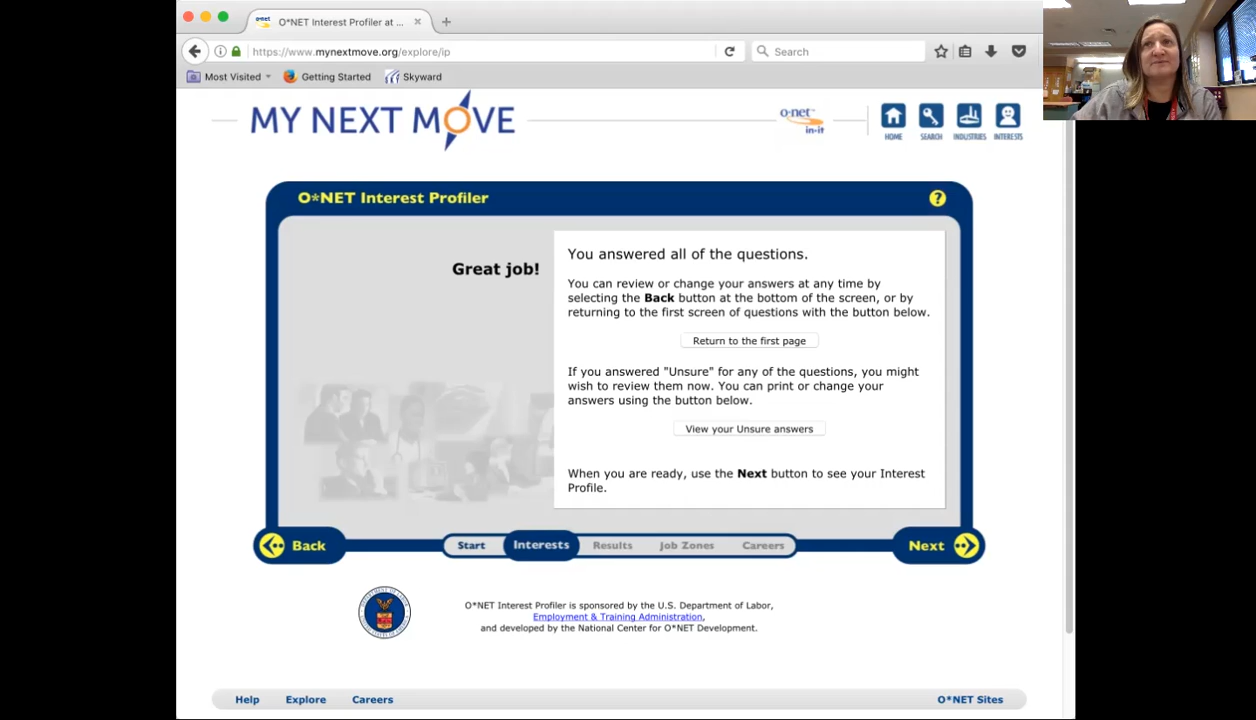 O*NET Interest Profiler at ...
https://www.mynextmove.org/explore/ip
Search
Most Visited
Getting Started
Skyward
MY NEXT MOVE
o·net™
in-it
HOME
SEARCH
INDUSTRIES
INTERESTS
O*NET Interest Profiler
?
Great job!
You answered all of the questions.
You can review or change your answers at any time by
selecting the Back button at the bottom of the screen, or by
returning to the first screen of questions with the button below.
Return to the first page
If you answered "Unsure" for any of the questions, you might
wish to review them now. You can print or change your
answers using the button below.
View your Unsure answers
When you are ready, use the Next button to see your Interest
Profile.
Back
Start
Interests
Results
Job Zones
Careers
Next
O*NET Interest Profiler is sponsored by the U.S. Department of Labor,
Employment & Training Administration,
and developed by the National Center for O*NET Development.
Help
Explore
Careers
O*NET Sites